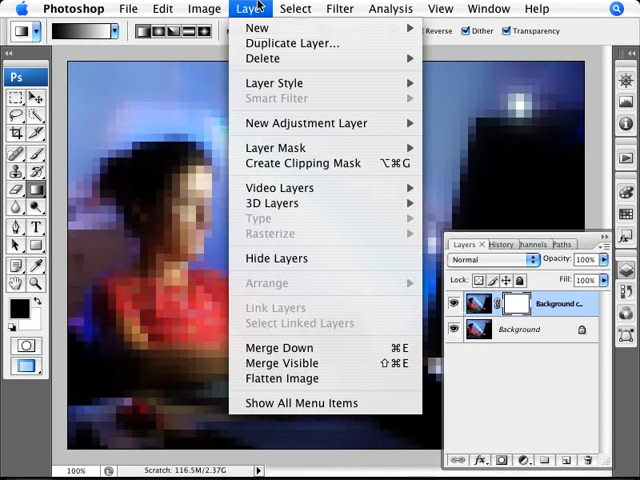 Photoshop File Edit Image Layer Select Filter Analysis View Window Help
Reverse Dither Transparency
Ps
New
Duplicate Layer...
Delete
Layer Style
Smart Filter
New Adjustment Layer
Layer Mask
Create Clipping Mask ⌥⌘G
Video Layers
3D Layers
Type
Rasterize
Hide Layers
Arrange
Link Layers
Select Linked Layers
Merge Down ⌘E
Merge Visible ⇧⌘E
Flatten Image
Show All Menu Items
Layers × History hannels Paths
Normal Opacity: 100%
Lock: Fill: 100%
Background c...
Background
100% Scratch: 116.5M/2.37G